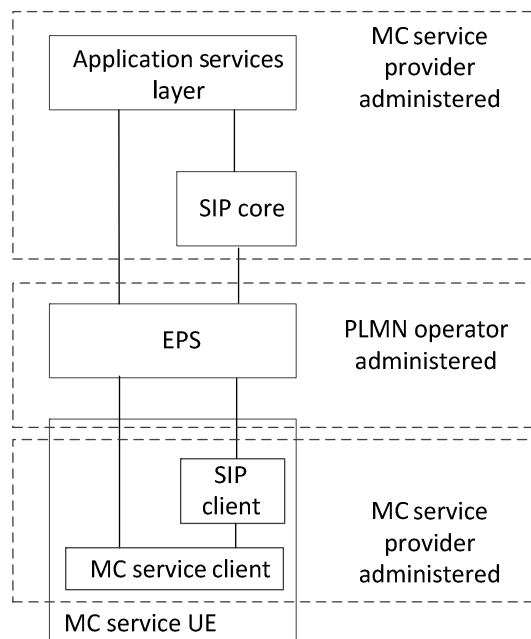 Application services
layer
MC service
provider
administered
SIP core
EPS
PLMN operator
administered
SIP
client
MC service client
MC service
provider
administered
MC service UE